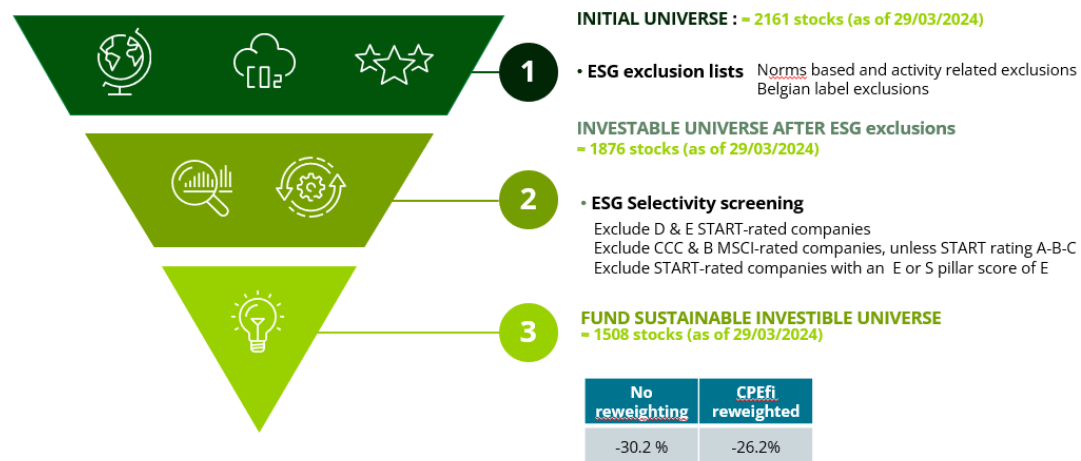 INITIAL UNIVERSE : = 2161 stocks (as of 29/03/2024)
CO2
1
• ESG exclusion lists Norms based and activity related exclusions
Belgian label exclusions
INVESTABLE UNIVERSE AFTER ESG exclusions
= 1876 stocks (as of 29/03/2024)
2
• ESG Selectivity screening
Exclude D & E START-rated companies
Exclude CCC & B MSCI-rated companies, unless START rating A-B-C
Exclude START-rated companies with an E or S pillar score of E
3
FUND SUSTAINABLE INVESTIBLE UNIVERSE
= 1508 stocks (as of 29/03/2024)
No reweighting
CPEfi reweighted
-30.2 %
-26.2%